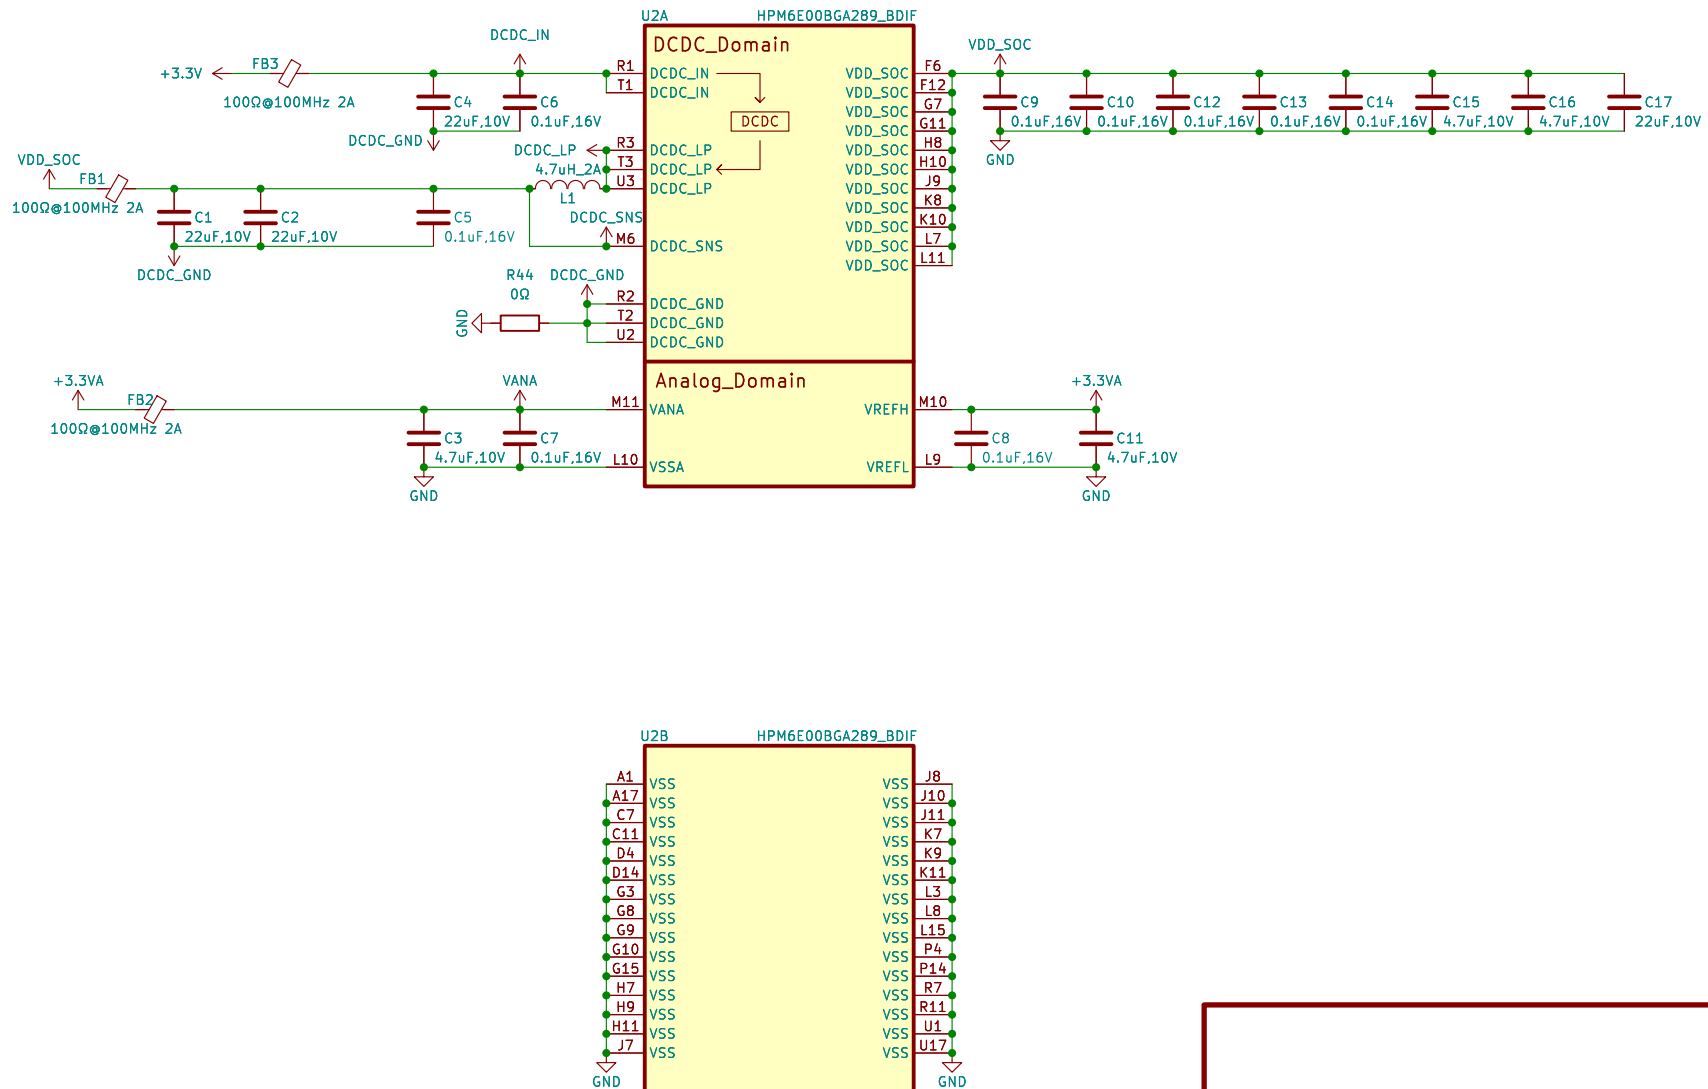 U2A HPM6E00BGA289_BDIF
DCDC_Domain
DCDC_IN
VDD_SOC
+3.3V
FB3
100Ω@100MHz 2A
C4
22uF,10V
C6
0.1uF,16V
DCDC_GND
R1 DCDC_IN
T1 DCDC_IN
DCDC
R3 DCDC_LP
T3 DCDC_LP
U3 DCDC_LP
DCDC_LP
4.7uH_2A
L1
VDD_SOC
FB1
100Ω@100MHz 2A
C1
22uF,10V
C2
22uF,10V
C5
0.1uF,16V
DCDC_GND
DCDC_SNS
M6 DCDC_SNS
R44
0Ω
DCDC_GND
GND
R2 DCDC_GND
T2 DCDC_GND
U2 DCDC_GND
VDD_SOC F6
VDD_SOC F12
VDD_SOC G7
VDD_SOC G11
VDD_SOC H8
VDD_SOC H10
VDD_SOC J9
VDD_SOC K8
VDD_SOC K10
VDD_SOC L7
VDD_SOC L11
C9
0.1uF,16V
C10
0.1uF,16V
C12
0.1uF,16V
C13
0.1uF,16V
C14
0.1uF,16V
C15
4.7uF,10V
C16
4.7uF,10V
C17
22uF,10V
GND
Analog_Domain
+3.3VA
FB2
100Ω@100MHz 2A
VANA
M11 VANA
C3
4.7uF,10V
C7
0.1uF,16V
L10 VSSA
GND
VREFH M10
VREFL L9
+3.3VA
C8
0.1uF,16V
C11
4.7uF,10V
GND
U2B HPM6E00BGA289_BDIF
A1 VSS VSS J8
A17 VSS VSS J10
C7 VSS VSS J11
C11 VSS VSS K7
D4 VSS VSS K9
D14 VSS VSS K11
G3 VSS VSS L3
G8 VSS VSS L8
G9 VSS VSS L15
G10 VSS VSS P4
G15 VSS VSS P14
H7 VSS VSS R7
H9 VSS VSS R11
H11 VSS VSS U1
J7 VSS VSS U17
GND GND